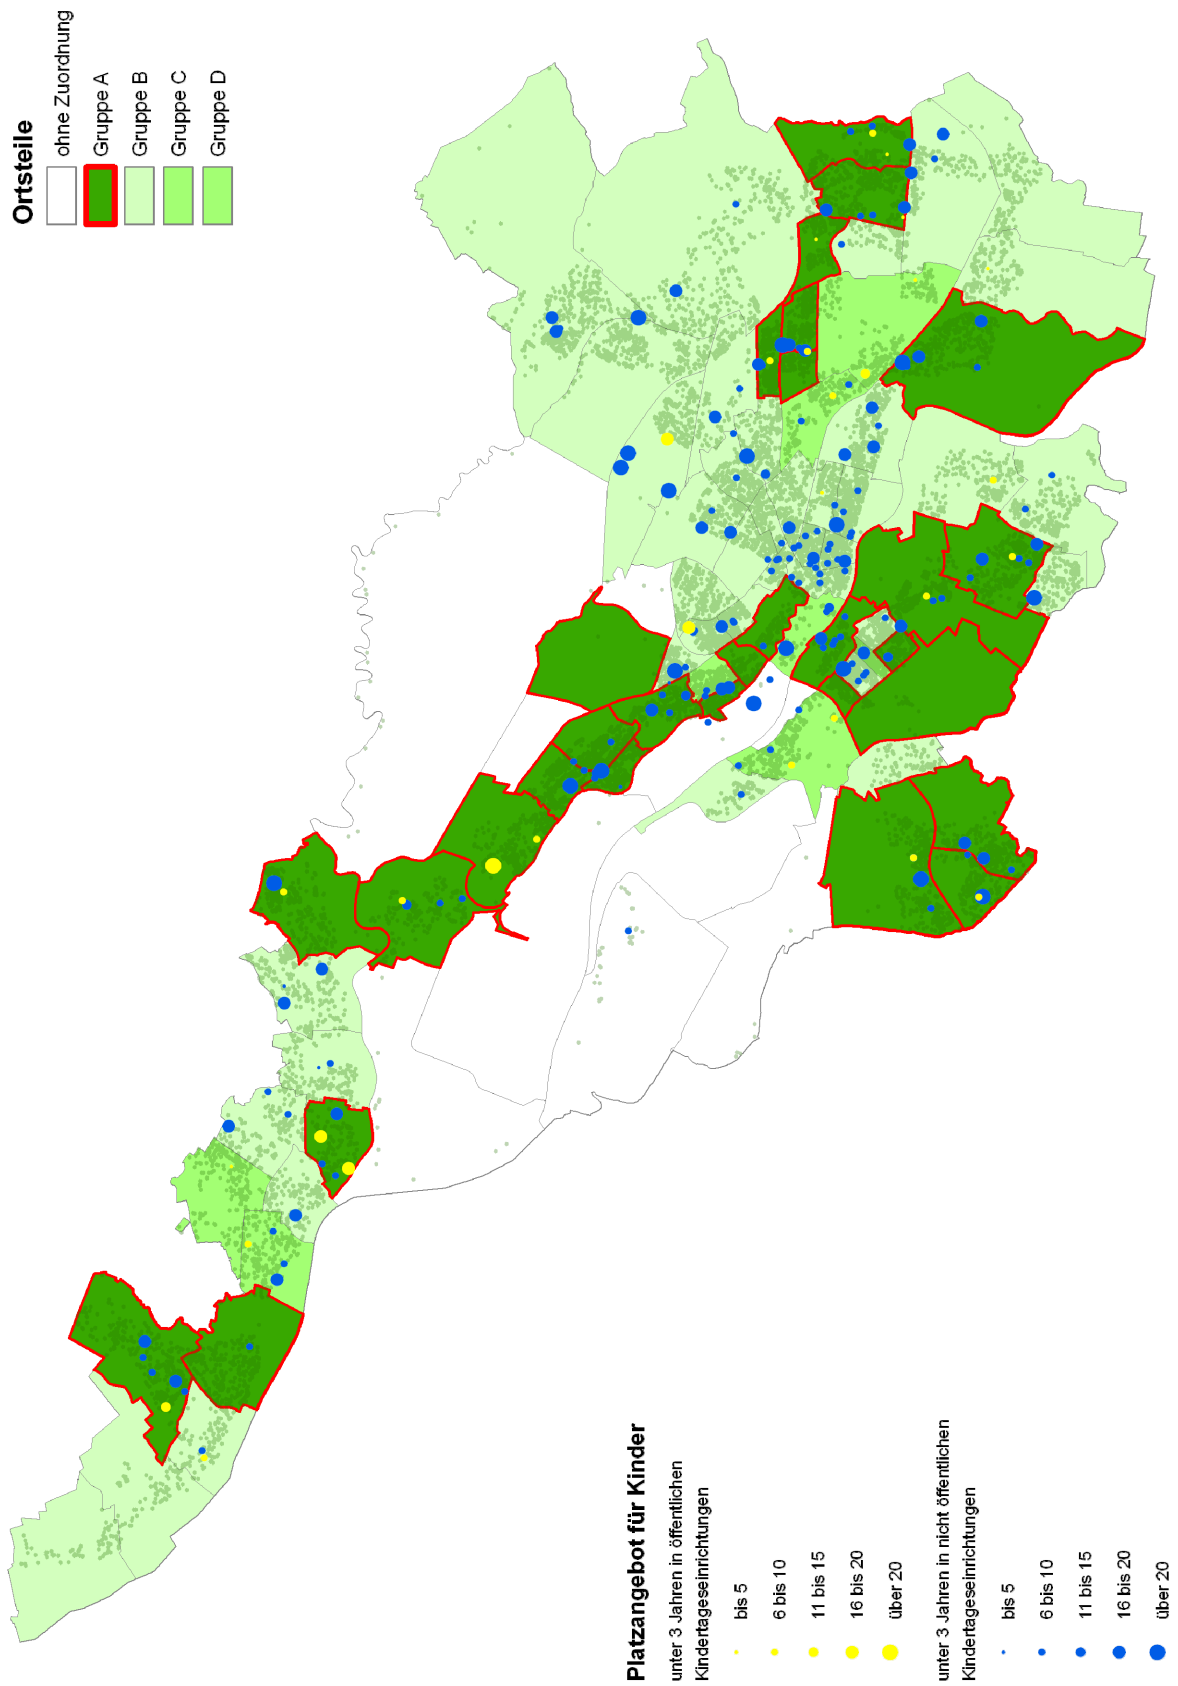 Ortsteile
ohne Zuordnung
Gruppe A
Gruppe B
Gruppe C
Gruppe D
Platzangebot für Kinder
unter 3 Jahren in öffentlichen
Kindertageseinrichtungen
bis 5
6 bis 10
11 bis 15
16 bis 20
über 20
unter 3 Jahren in nicht öffentlichen
Kindertageseinrichtungen
bis 5
6 bis 10
11 bis 15
16 bis 20
über 20